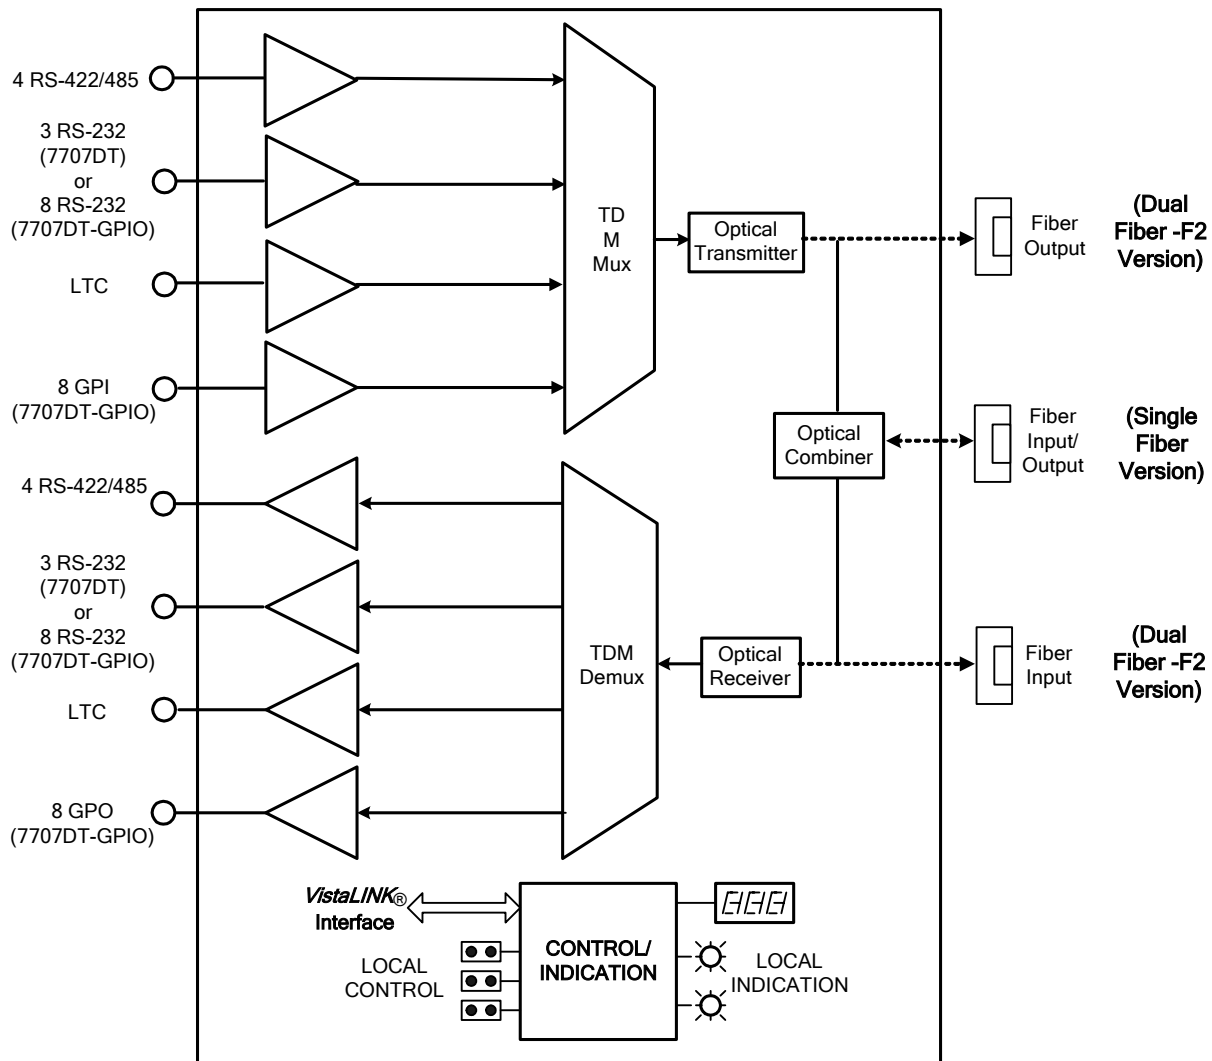 4 RS-422/485
3 RS-232
(7707DT)
or
8 RS-232
(7707DT-GPIO)
LTC
8 GPI
(7707DT-GPIO)
TD
M
Mux
Optical
Transmitter
Fiber
Output
(Dual
Fiber -F2
Version)
Optical
Combiner
Fiber
Input/
Output
(Single
Fiber
Version)
4 RS-422/485
3 RS-232
(7707DT)
or
8 RS-232
(7707DT-GPIO)
LTC
8 GPO
(7707DT-GPIO)
TDM
Demux
Optical
Receiver
Fiber
Input
(Dual
Fiber -F2
Version)
VistaLINK®
Interface
LOCAL
CONTROL
CONTROL/
INDICATION
LOCAL
INDICATION